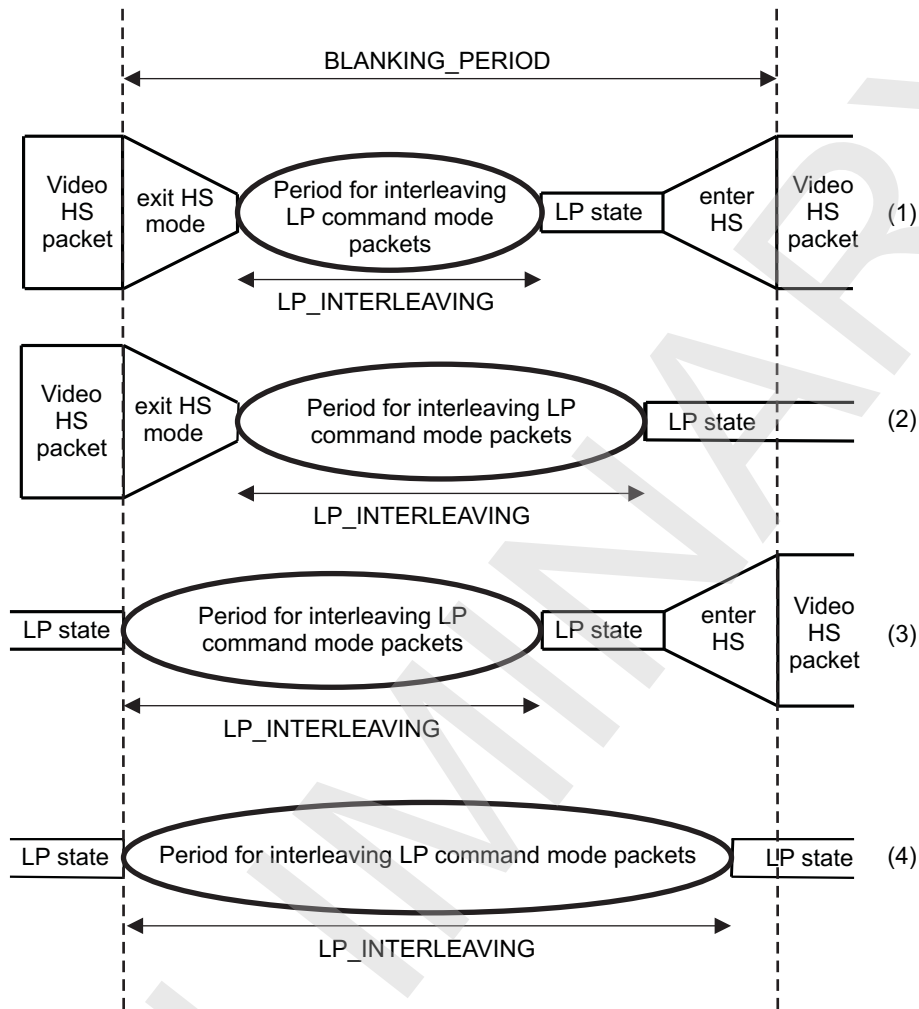 BLANKING_PERIOD
Video
HS
packet
exit HS
mode
Period for interleaving
LP command mode
packets
LP state
enter
HS
Video
HS
packet
(1)
LP_INTERLEAVING
Video
HS
packet
exit HS
mode
Period for interleaving LP
command mode packets
LP state
(2)
LP_INTERLEAVING
LP state
Period for interleaving LP
command mode packets
LP state
enter
HS
Video
HS
packet
(3)
LP_INTERLEAVING
LP state
Period for interleaving LP command mode packets
LP state
(4)
LP_INTERLEAVING
IMINARY